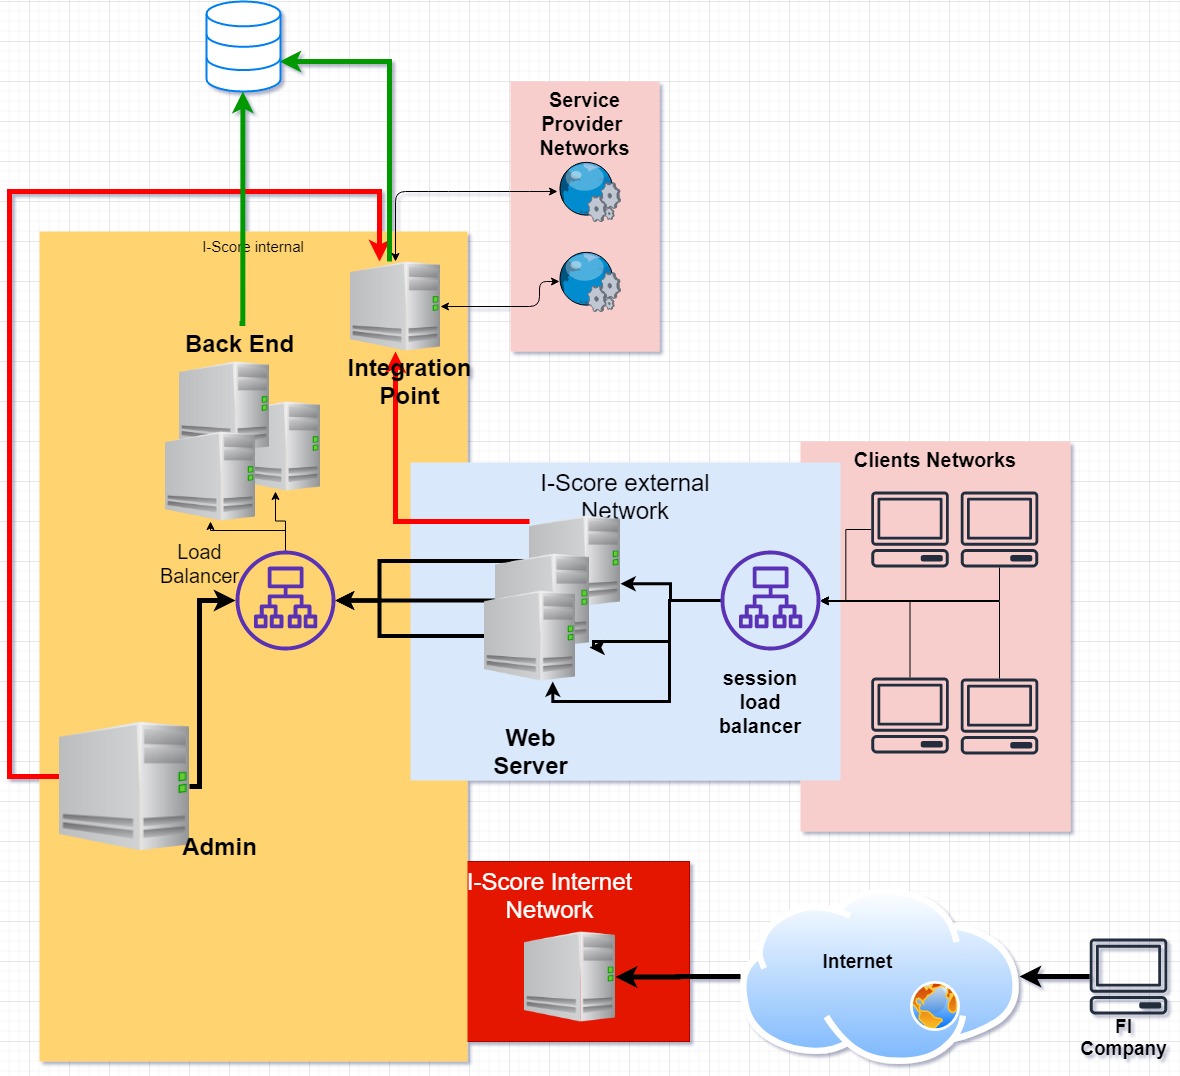 Service
Provider
Networks
I-Score internal
Back End
Integration
Point
Clients Networks
I-Score external
Network
Load
Balancer
session
load
balancer
Web
Server
Admin
I-Score Internet
Network
Internet
FI
Company